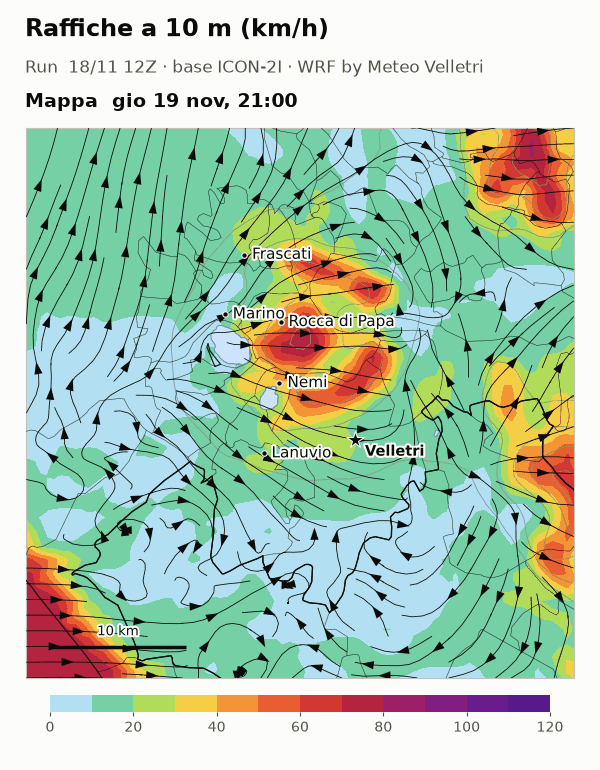 Raffiche a 10 m (km/h)
Run  18/11 12Z · base ICON-2I · WRF by Meteo Velletri
Mappa  gio 19 nov, 21:00
Frascati
Marino
Rocca di Papa
Nemi
Velletri
Lanuvio
10 km
0 20 40 60 80 100 120